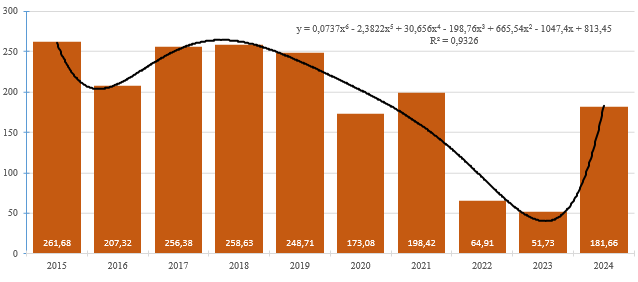 300
y = 0,0737x⁶ - 2,3822x⁵ + 30,656x⁴ - 198,76x³ + 665,54x² - 1047,4x + 813,45
R² = 0,9326
250
200
150
100
50
0
261,68 207,32 256,38 258,63 248,71 173,08 198,42 64,91 51,73 181,66
2015 2016 2017 2018 2019 2020 2021 2022 2023 2024